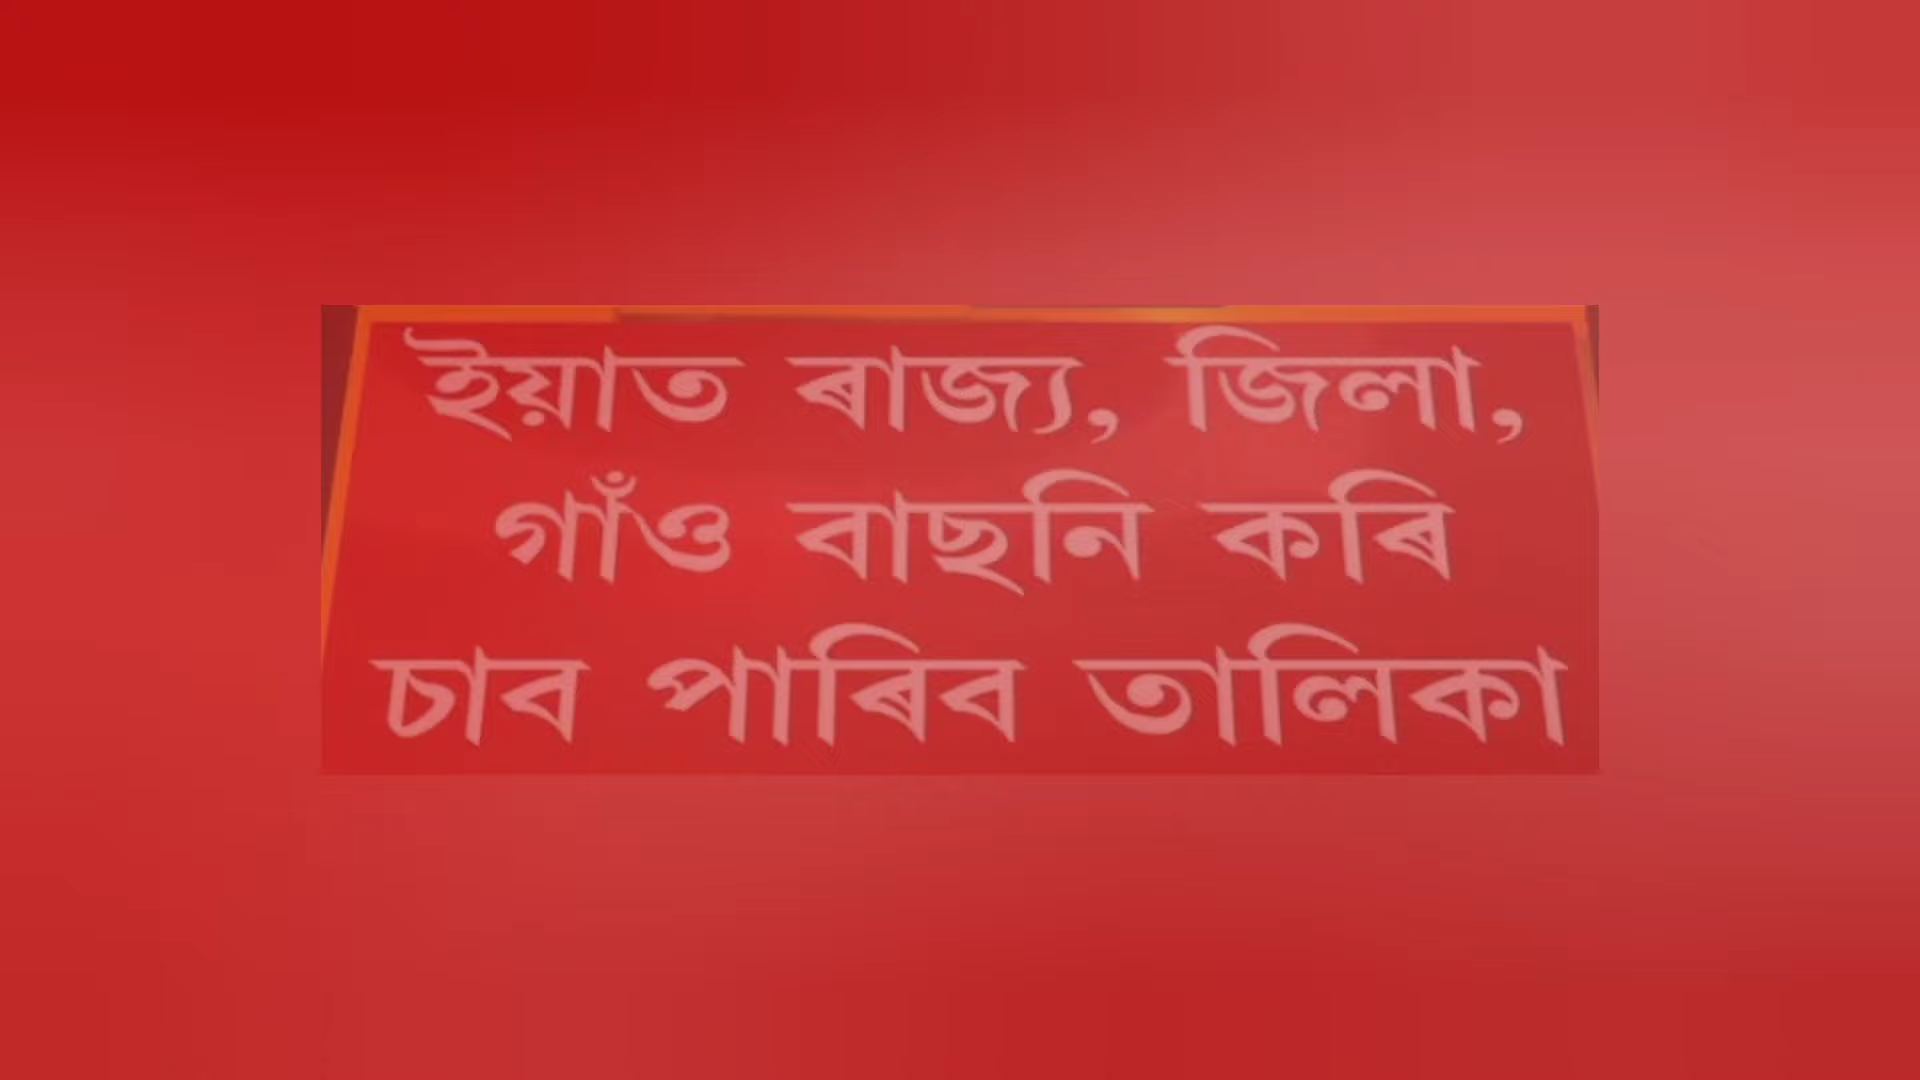 ইয়াত ৰাজ্য, জিলা,
গাঁও বাছনি কৰি
চাব পাৰিব তালিকা